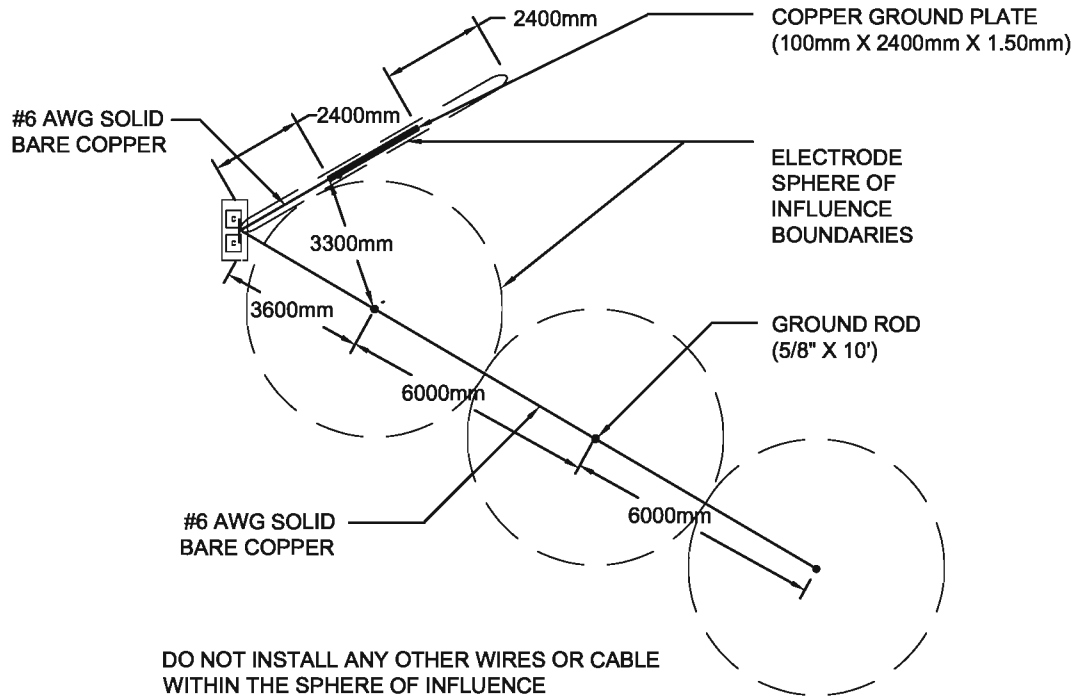 2400mm
COPPER GROUND PLATE
(100mm X 2400mm X 1.50mm)
#6 AWG SOLID
BARE COPPER
2400mm
ELECTRODE
SPHERE OF
INFLUENCE
BOUNDARIES
C
C
3300mm
3600mm
GROUND ROD
(5/8" X 10')
6000mm
6000mm
#6 AWG SOLID
BARE COPPER
DO NOT INSTALL ANY OTHER WIRES OR CABLE
WITHIN THE SPHERE OF INFLUENCE